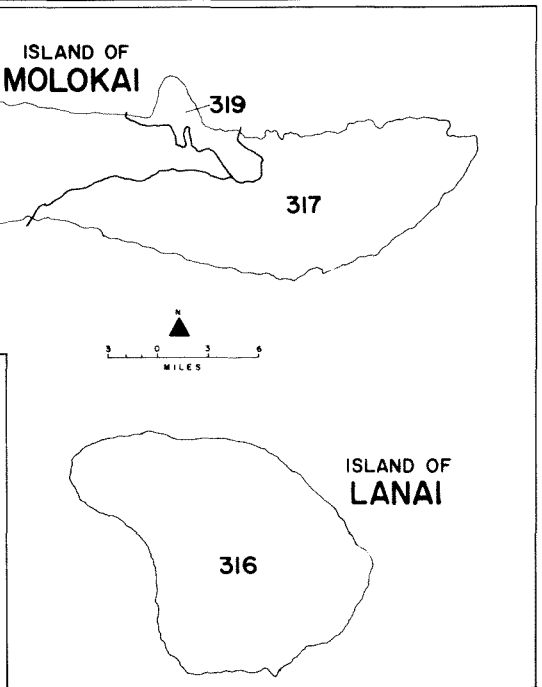 ISLAND OF
MOLOKAI
319
317
N
3 0 3 6
MILES
ISLAND OF
LANAI
316